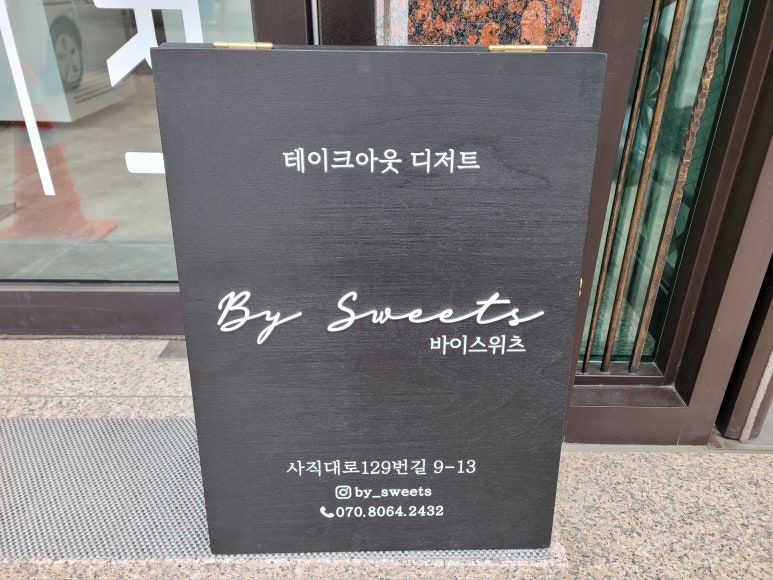 테이크아웃 디저트
By Sweets
바이스위츠
사직대로129번길 9-13
by_sweets
070.8064.2432